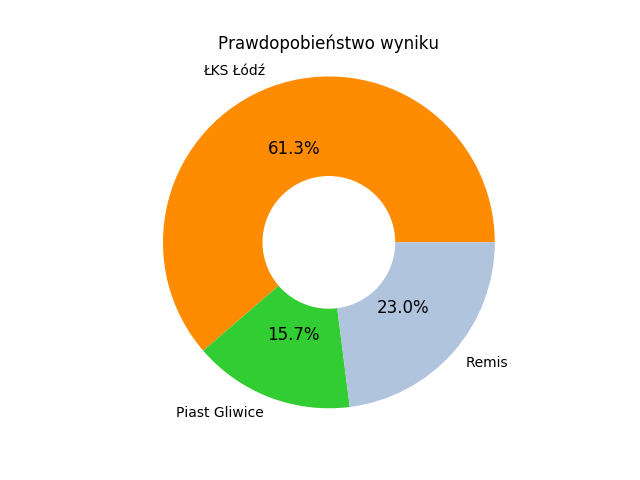 Prawdopobieństwo wyniku
ŁKS Łódź
61.3%
23.0%
15.7%
Remis
Piast Gliwice